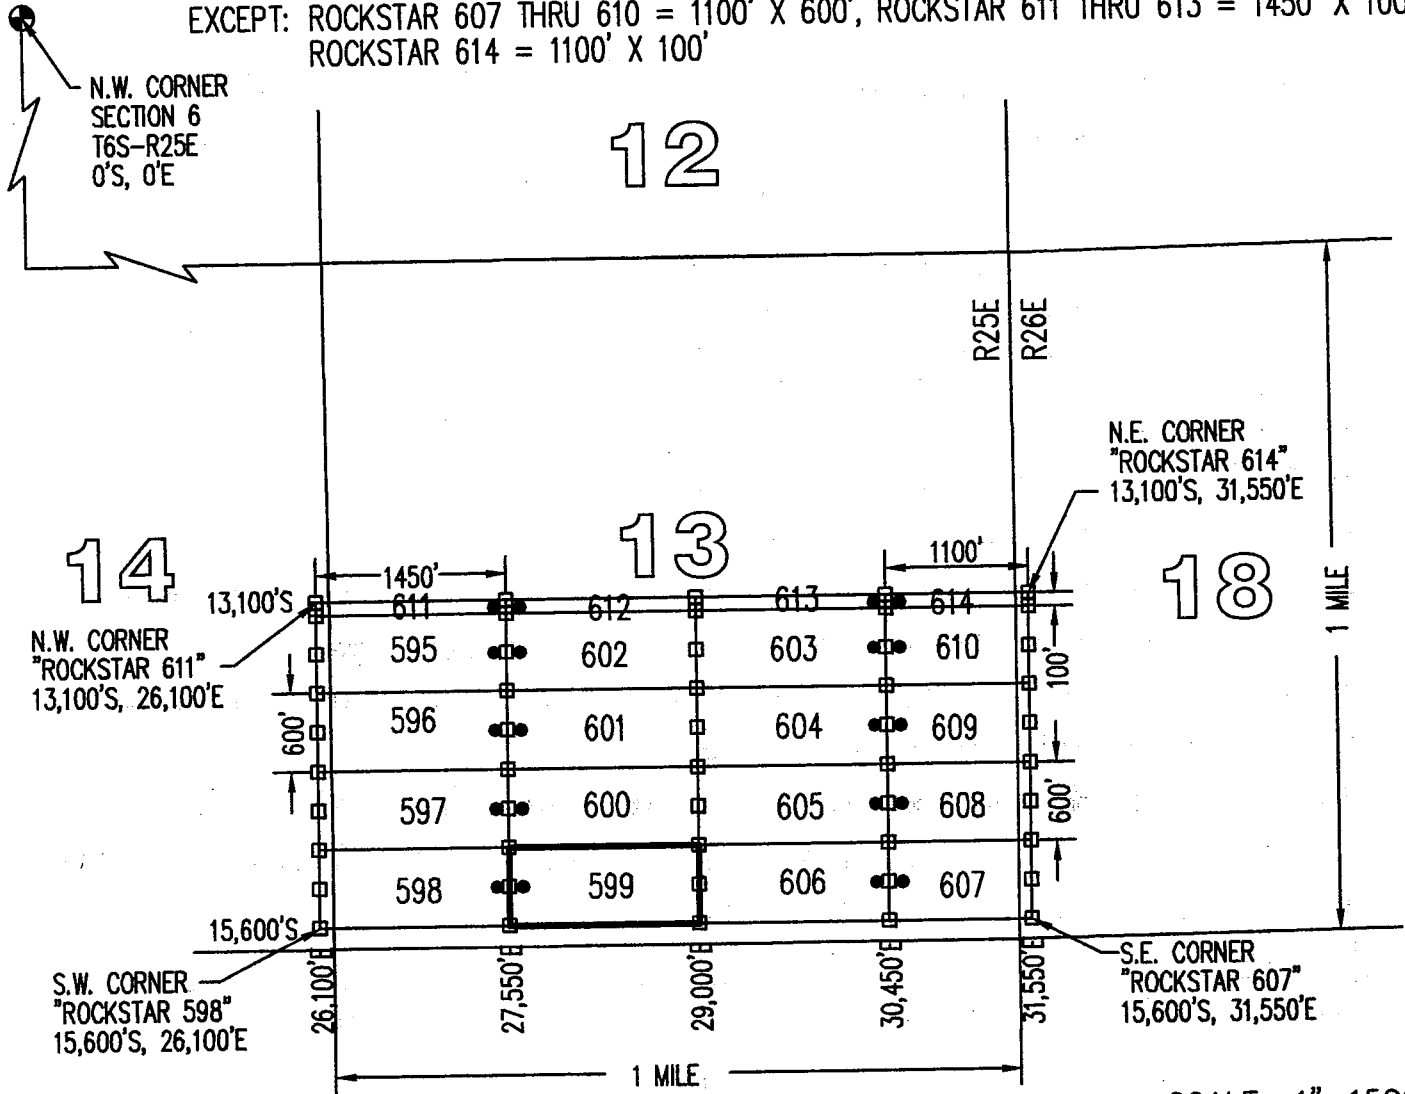 EXCEPT: ROCKSTAR 607 THRU 610 = 1100' X 600', ROCKSTAR 611 THRU 613 = 1450' X 100
ROCKSTAR 614 = 1100' X 100'
N.W. CORNER
SECTION 6
T6S-R25E
0'S, 0'E
12
R25E
R26E
N.E. CORNER
"ROCKSTAR 614"
13,100'S, 31,550'E
14
13
18
1 MILE
1450'
1100'
13,100'S
611
612
613
614
N.W. CORNER
"ROCKSTAR 611"
13,100'S, 26,100'E
595
602
603
610
100'
600'
596
601
604
609
597
600
605
608
600'
598
599
606
607
15,600'S
S.W. CORNER
"ROCKSTAR 598"
15,600'S, 26,100'E
26,100'E
27,550'E
29,000'E
30,450'E
31,550'E
S.E. CORNER
"ROCKSTAR 607"
15,600'S, 31,550'E
1 MILE